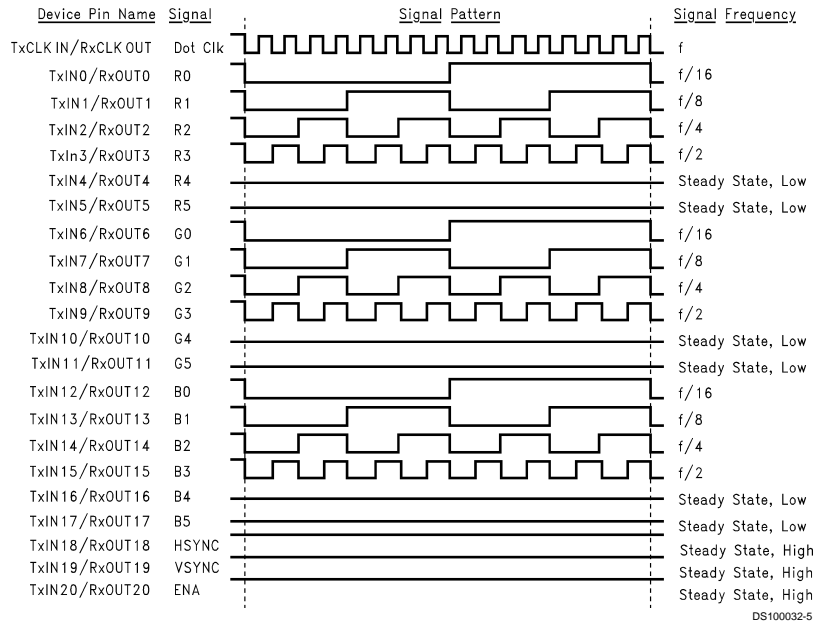 Device Pin Name Signal Signal Pattern Signal Frequency
TxCLK IN/RxCLK OUT Dot Clk f
TxIN0/RxOUT0 R0 f/16
TxIN1/RxOUT1 R1 f/8
TxIN2/RxOUT2 R2 f/4
TxIn3/RxOUT3 R3 f/2
TxIN4/RxOUT4 R4 Steady State, Low
TxIN5/RxOUT5 R5 Steady State, Low
TxIN6/RxOUT6 G0 f/16
TxIN7/RxOUT7 G1 f/8
TxIN8/RxOUT8 G2 f/4
TxIN9/RxOUT9 G3 f/2
TxIN10/RxOUT10 G4 Steady State, Low
TxIN11/RxOUT11 G5 Steady State, Low
TxIN12/RxOUT12 B0 f/16
TxIN13/RxOUT13 B1 f/8
TxIN14/RxOUT14 B2 f/4
TxIN15/RxOUT15 B3 f/2
TxIN16/RxOUT16 B4 Steady State, Low
TxIN17/RxOUT17 B5 Steady State, Low
TxIN18/RxOUT18 HSYNC Steady State, High
TxIN19/RxOUT19 VSYNC Steady State, High
TxIN20/RxOUT20 ENA Steady State, High
DS100032-5